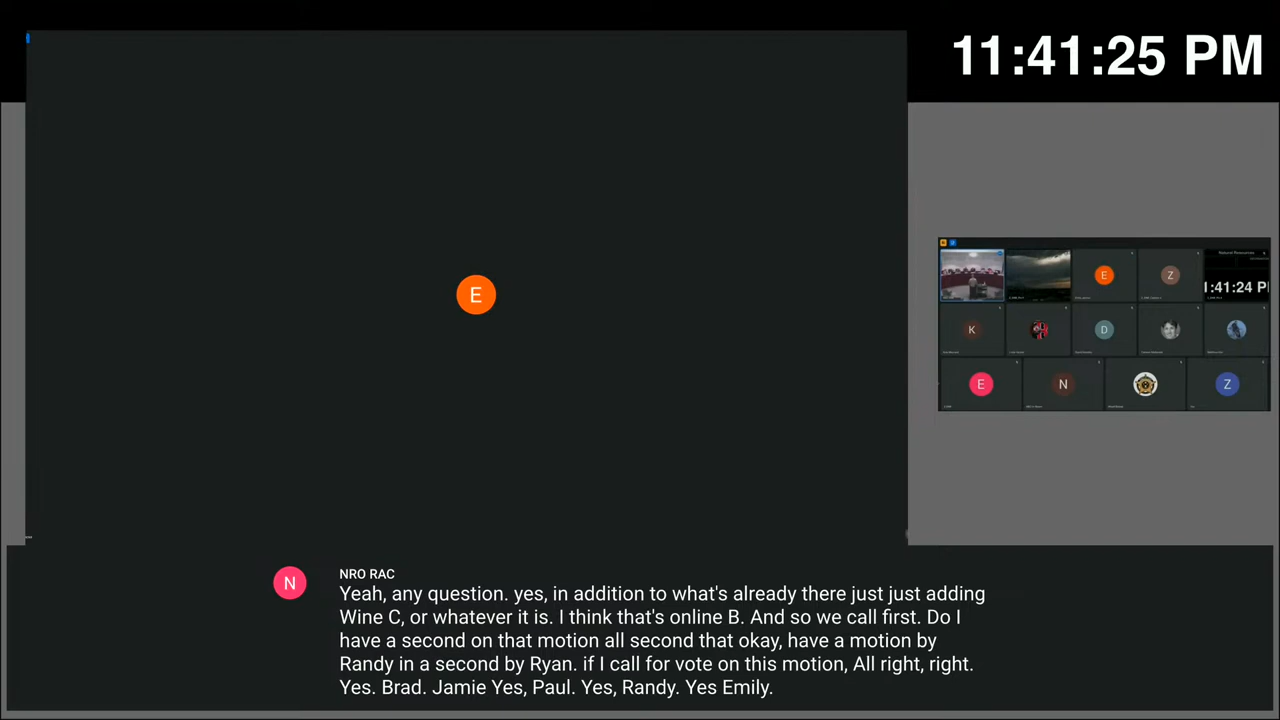 11:41:25 PM
E
Natural Resources
E
Z
1:41:24 P
K
D
E
N
Z
N
NRO RAC
Yeah, any question. yes, in addition to what's already there just just adding
Wine C, or whatever it is. I think that's online B. And so we call first. Do I
have a second on that motion all second that okay, have a motion by
Randy in a second by Ryan. if I call for vote on this motion, All right, right.
Yes. Brad. Jamie Yes, Paul. Yes, Randy. Yes Emily.